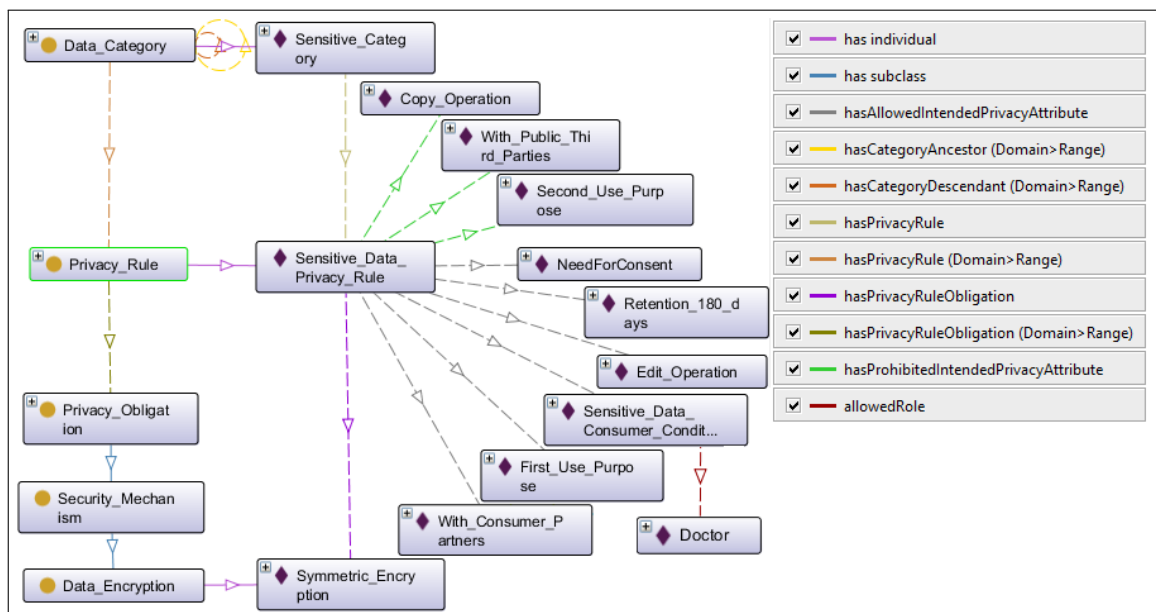 Data_Category
Sensitive_Categ
ory
Copy_Operation
With_Public_Thi
rd_Parties
Second_Use_Purp
ose
Privacy_Rule
Sensitive_Data_
Privacy_Rule
NeedForConsent
Retention_180_d
ays
Edit_Operation
Privacy_Obligat
ion
Sensitive_Data_
Consumer_Condit...
First_Use_Purpo
se
Security_Mechan
ism
With_Consumer_P
artners
Doctor
Data_Encryption
Symmetric_Encry
ption
has individual
has subclass
hasAllowedIntendedPrivacyAttribute
hasCategoryAncestor (Domain>Range)
hasCategoryDescendant (Domain>Range)
hasPrivacyRule
hasPrivacyRule (Domain>Range)
hasPrivacyRuleObligation
hasPrivacyRuleObligation (Domain>Range)
hasProhibitedIntendedPrivacyAttribute
allowedRole